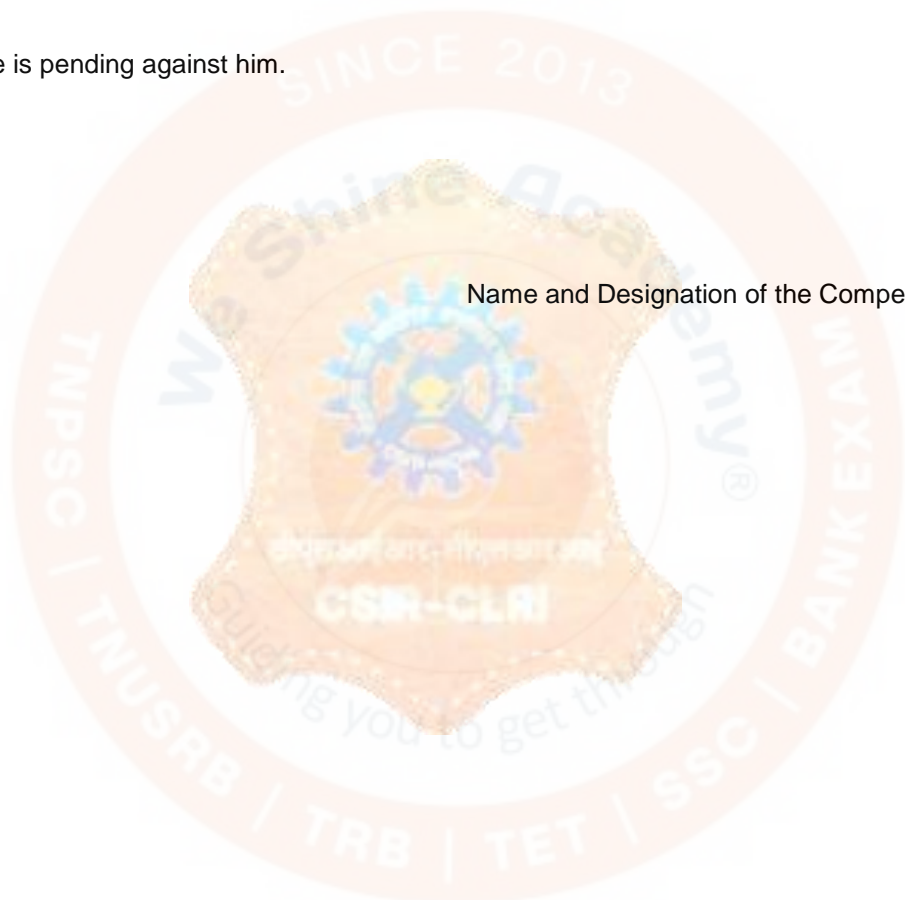 e is pending against him.
Name and Designation of the Compe
SINCE 2013
We Shine Academy®
Guiding you to get through
TNPSC | TNUSRB | TRB | TET | SSC | BANK EXAM
CSIR-CLRI